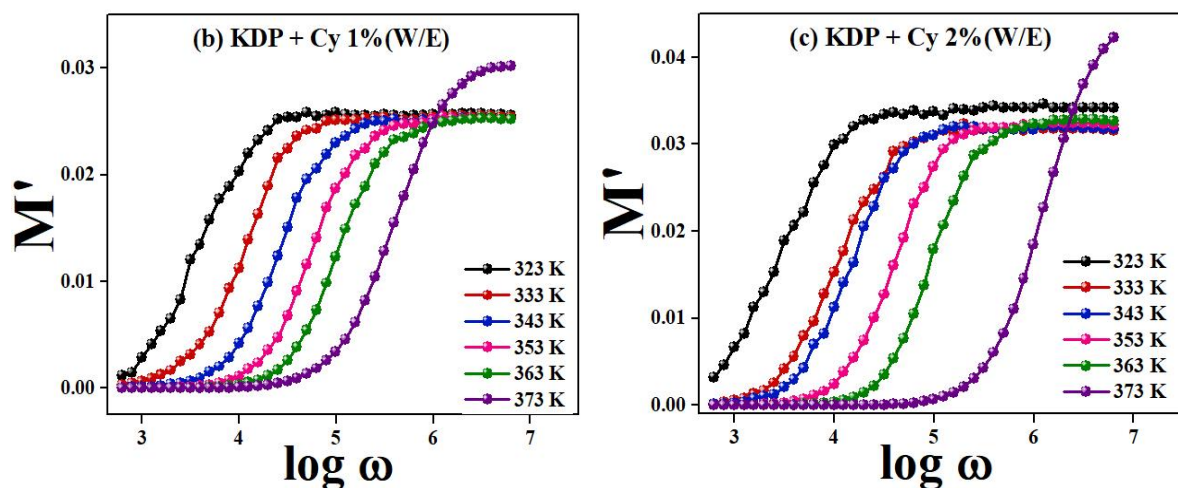 (b) KDP + Cy 1%(W/E)
M'
0.03
0.02
0.01
0.00
323 K
333 K
343 K
353 K
363 K
373 K
3 4 5 6 7
log ω
(c) KDP + Cy 2%(W/E)
M'
0.04
0.03
0.02
0.01
0.00
323 K
333 K
343 K
353 K
363 K
373 K
3 4 5 6 7
log ω